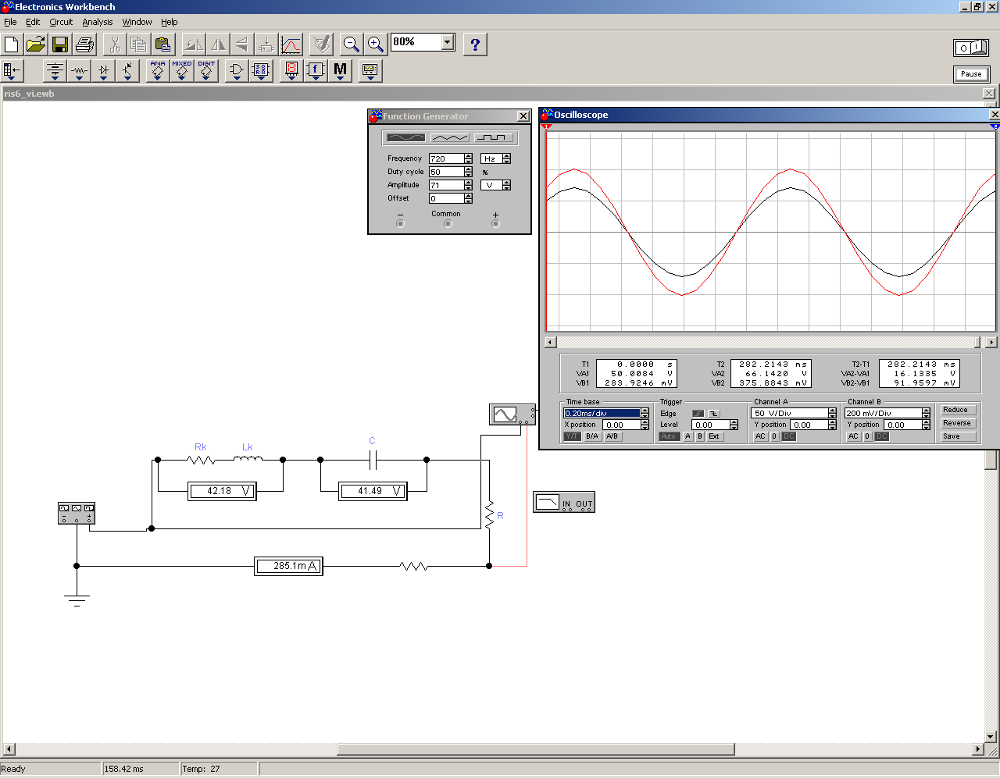 Electronics Workbench
File Edit Circuit Analysis Window Help
80% ?
O I
ANA MIXED DIGIT f M
Pause
ris6_vi.ewb
Function Generator
Frequency 720 Hz
Duty cycle 50 %
Amplitude 71 V
Offset 0
− Common +
Oscilloscope
1 2
T1 0.0000 s T2 282.2143 ms T2-T1 282.2143 ms
VA1 50.0084 V VA2 66.1420 V VA2-VA1 16.1335 V
VB1 283.9246 mV VB2 375.8843 mV VB2-VB1 91.9597 mV
Time base Trigger Channel A Channel B
0.20ms/div Edge 50 V/Div 200 mV/Div Reduce
X position 0.00 Level 0.00 Y position 0.00 Y position 0.00 Reverse
Y/T B/A A/B Auto A B Ext AC 0 DC AC 0 DC Save
Rk Lk C
42.18 V 41.49 V
IN OUT
R
− +
285.1mA
Ready 158.42 ms Temp: 27